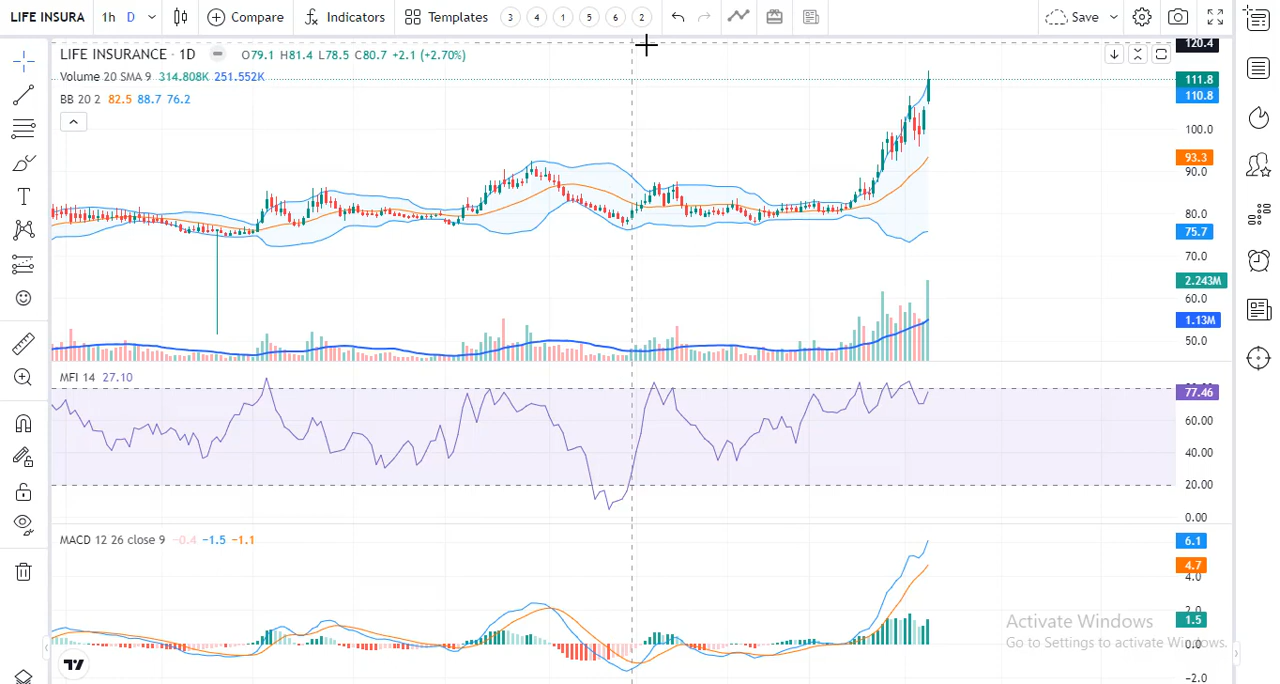 LIFE INSURA 1h D Compare Indicators Templates 3 4 1 5 6 2 Save
LIFE INSURANCE · 1D O79.1 H81.4 L78.5 C80.7 +2.1 (+2.70%)
Volume 20 SMA 9 314.808K 251.552K
BB 20 2 82.5 88.7 76.2
120.4
111.8
110.8
100.0
93.3
90.0
80.0
75.7
70.0
2.243M
60.0
1.13M
50.0
MFI 14 27.10
77.46
60.00
40.00
20.00
0.00
MACD 12 26 close 9 −0.4 −1.5 −1.1
6.1
4.7
4.0
2.0
1.5
0.0
−2.0
Activate Windows
Go to Settings to activate Windows.